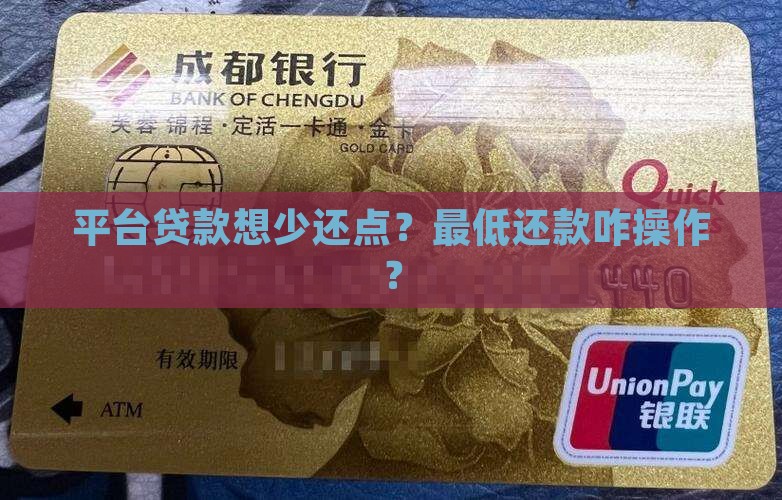 成都银行
BANK OF CHENGDU
芙蓉 锦程·定活一卡通·金卡
GOLD CARD
Quick
平台贷款想少还点？最低还款咋操作
？
440
有效期限
ATM
UnionPay
银联